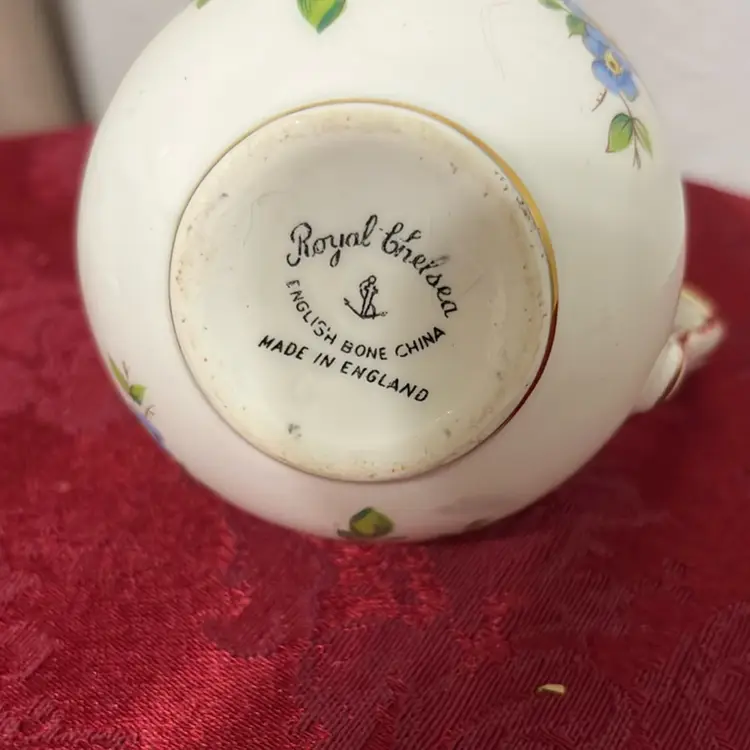 Royal Chelsea
ENGLISH BONE CHINA
MADE IN ENGLAND